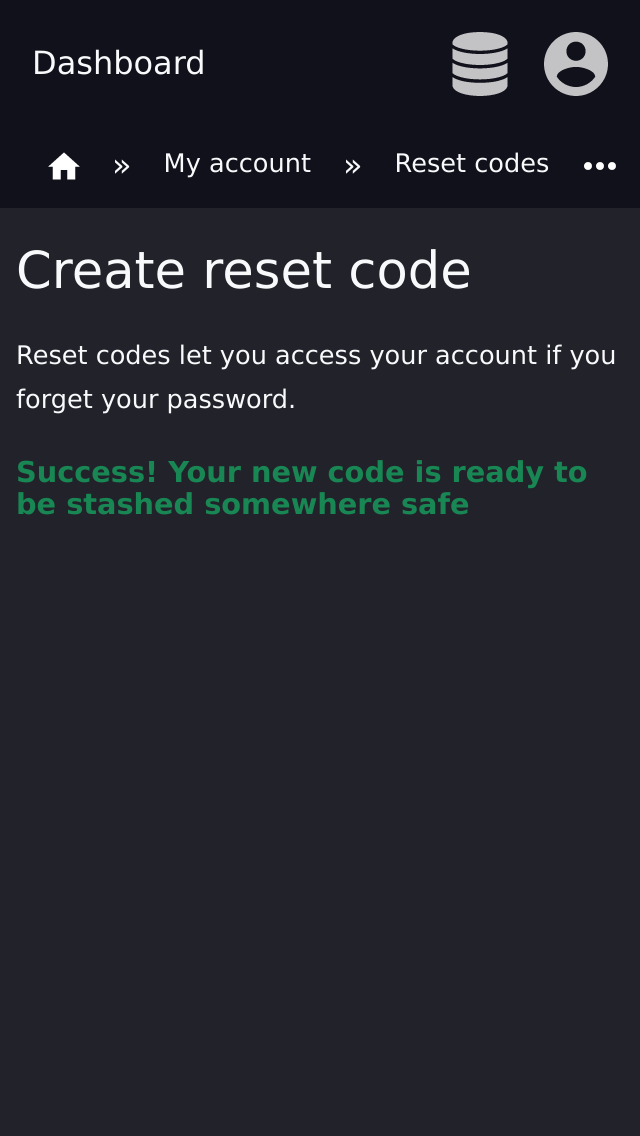 Dashboard
» My account » Reset codes
Create reset code
Reset codes let you access your account if you
forget your password.
Success! Your new code is ready to
be stashed somewhere safe